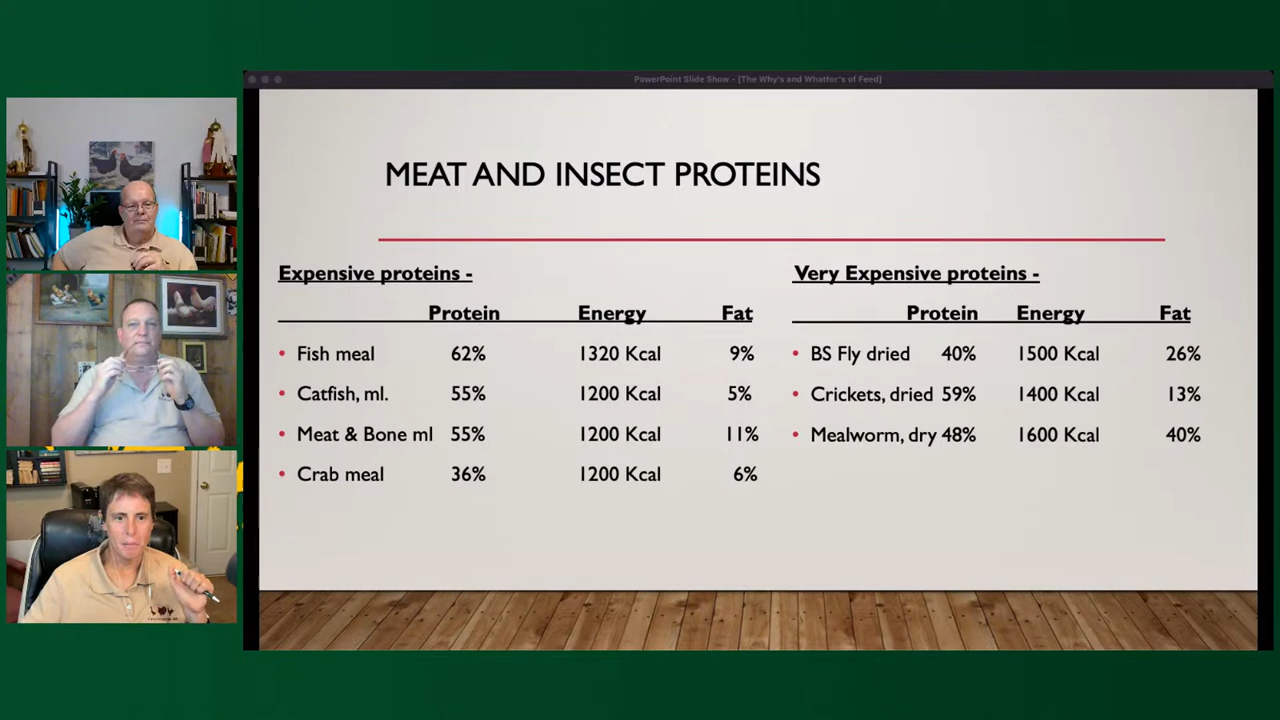 PowerPoint Slide Show - [The Why's and Whatfor's of Feed]
MEAT AND INSECT PROTEINS
Expensive proteins -
Protein Energy Fat
• Fish meal 62% 1320 Kcal 9%
• Catfish, ml. 55% 1200 Kcal 5%
• Meat & Bone ml 55% 1200 Kcal 11%
• Crab meal 36% 1200 Kcal 6%
Very Expensive proteins -
Protein Energy Fat
• BS Fly dried 40% 1500 Kcal 26%
• Crickets, dried 59% 1400 Kcal 13%
• Mealworm, dry 48% 1600 Kcal 40%